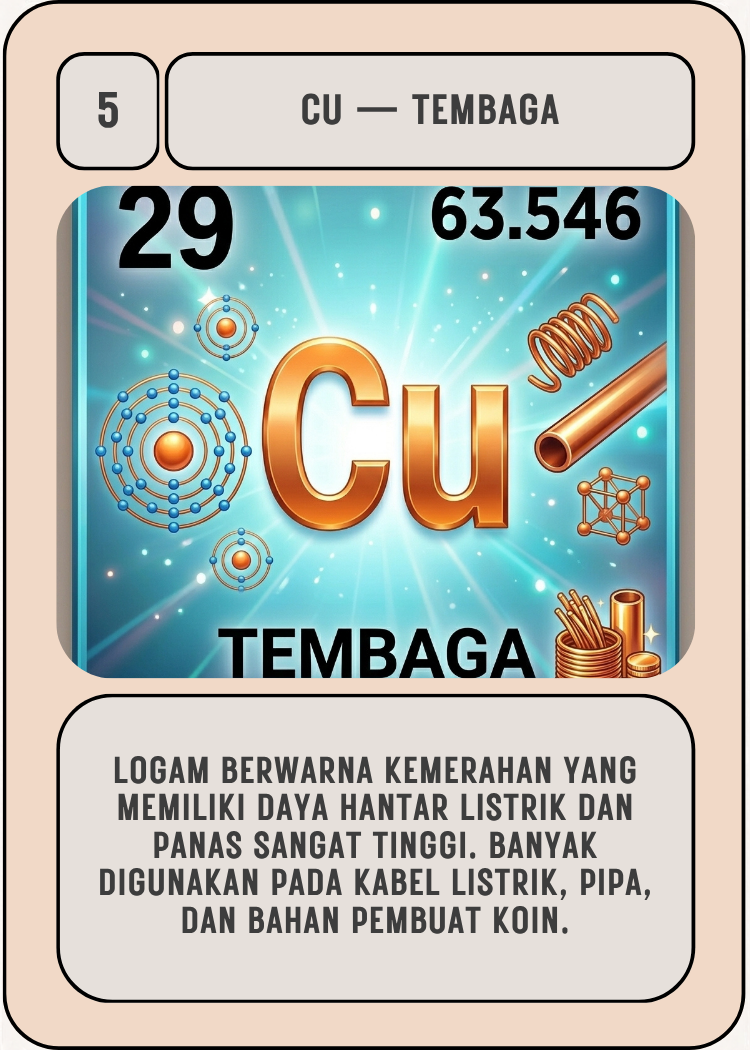 5
CU — TEMBAGA
29
63.546
Cu
TEMBAGA
LOGAM BERWARNA KEMERAHAN YANG
MEMILIKI DAYA HANTAR LISTRIK DAN
PANAS SANGAT TINGGI. BANYAK
DIGUNAKAN PADA KABEL LISTRIK, PIPA,
DAN BAHAN PEMBUAT KOIN.